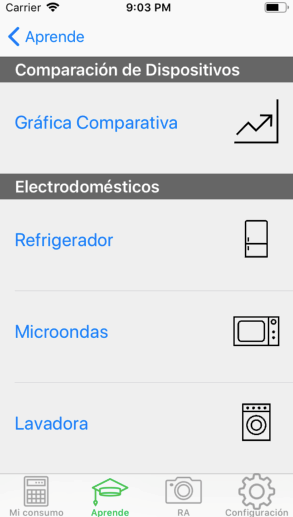 Carrier 9:03 PM
Aprende
Comparación de Dispositivos
Gráfica Comparativa
Electrodomésticos
Refrigerador
Microondas
Lavadora
Mi consumo Aprende RA Configuración